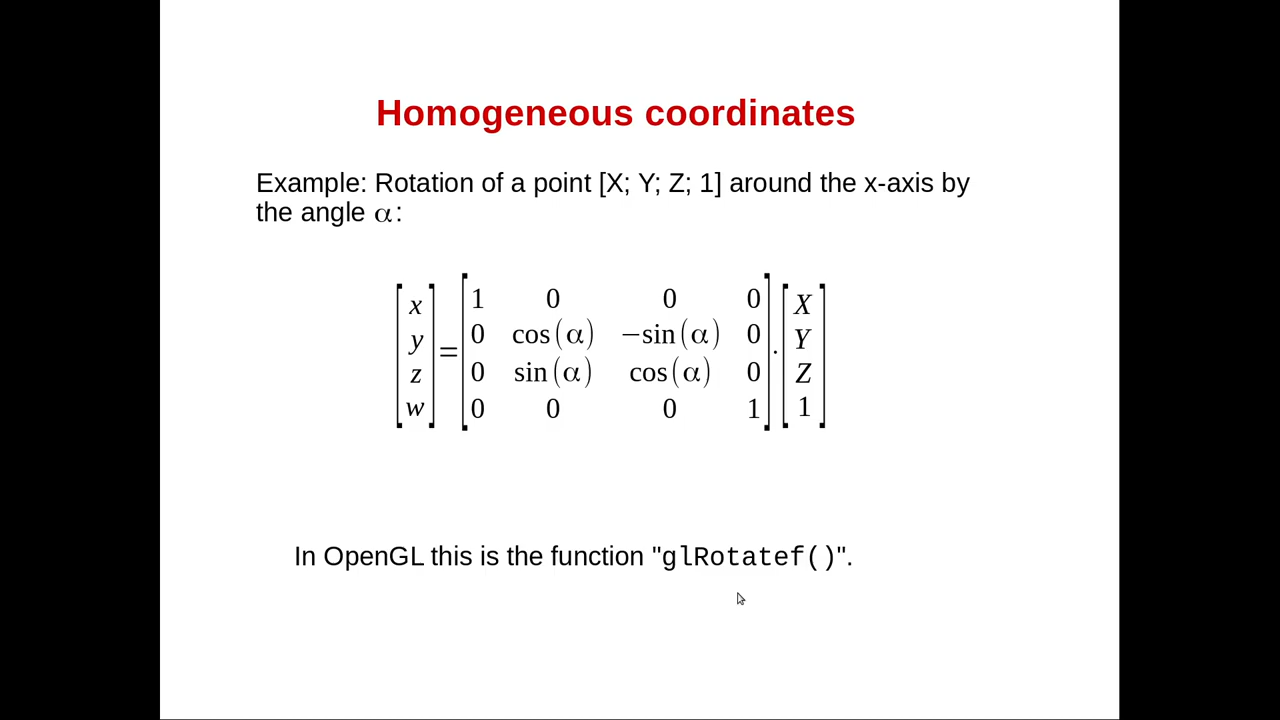 Homogeneous coordinates
Example: Rotation of a point [X; Y; Z; 1] around the x-axis by
the angle α:
[x y z w] = [1 0 0 0
0 cos(α) −sin(α) 0
0 sin(α) cos(α) 0
0 0 0 1] · [X Y Z 1]
In OpenGL this is the function "glRotatef()".